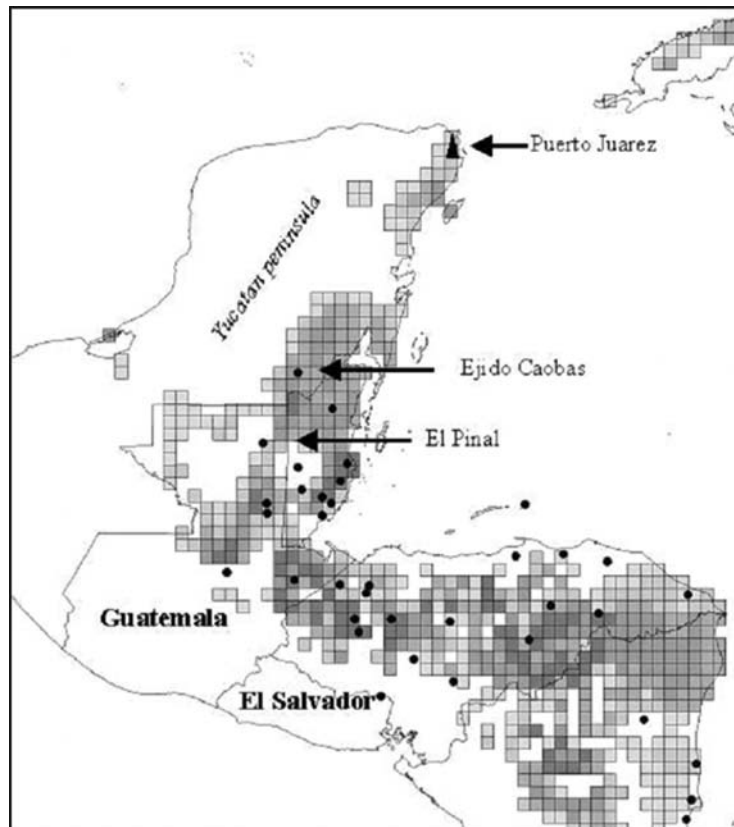 Puerto Juarez
Yucatan peninsula
Ejido Caobas
El Pinal
Guatemala
El Salvador